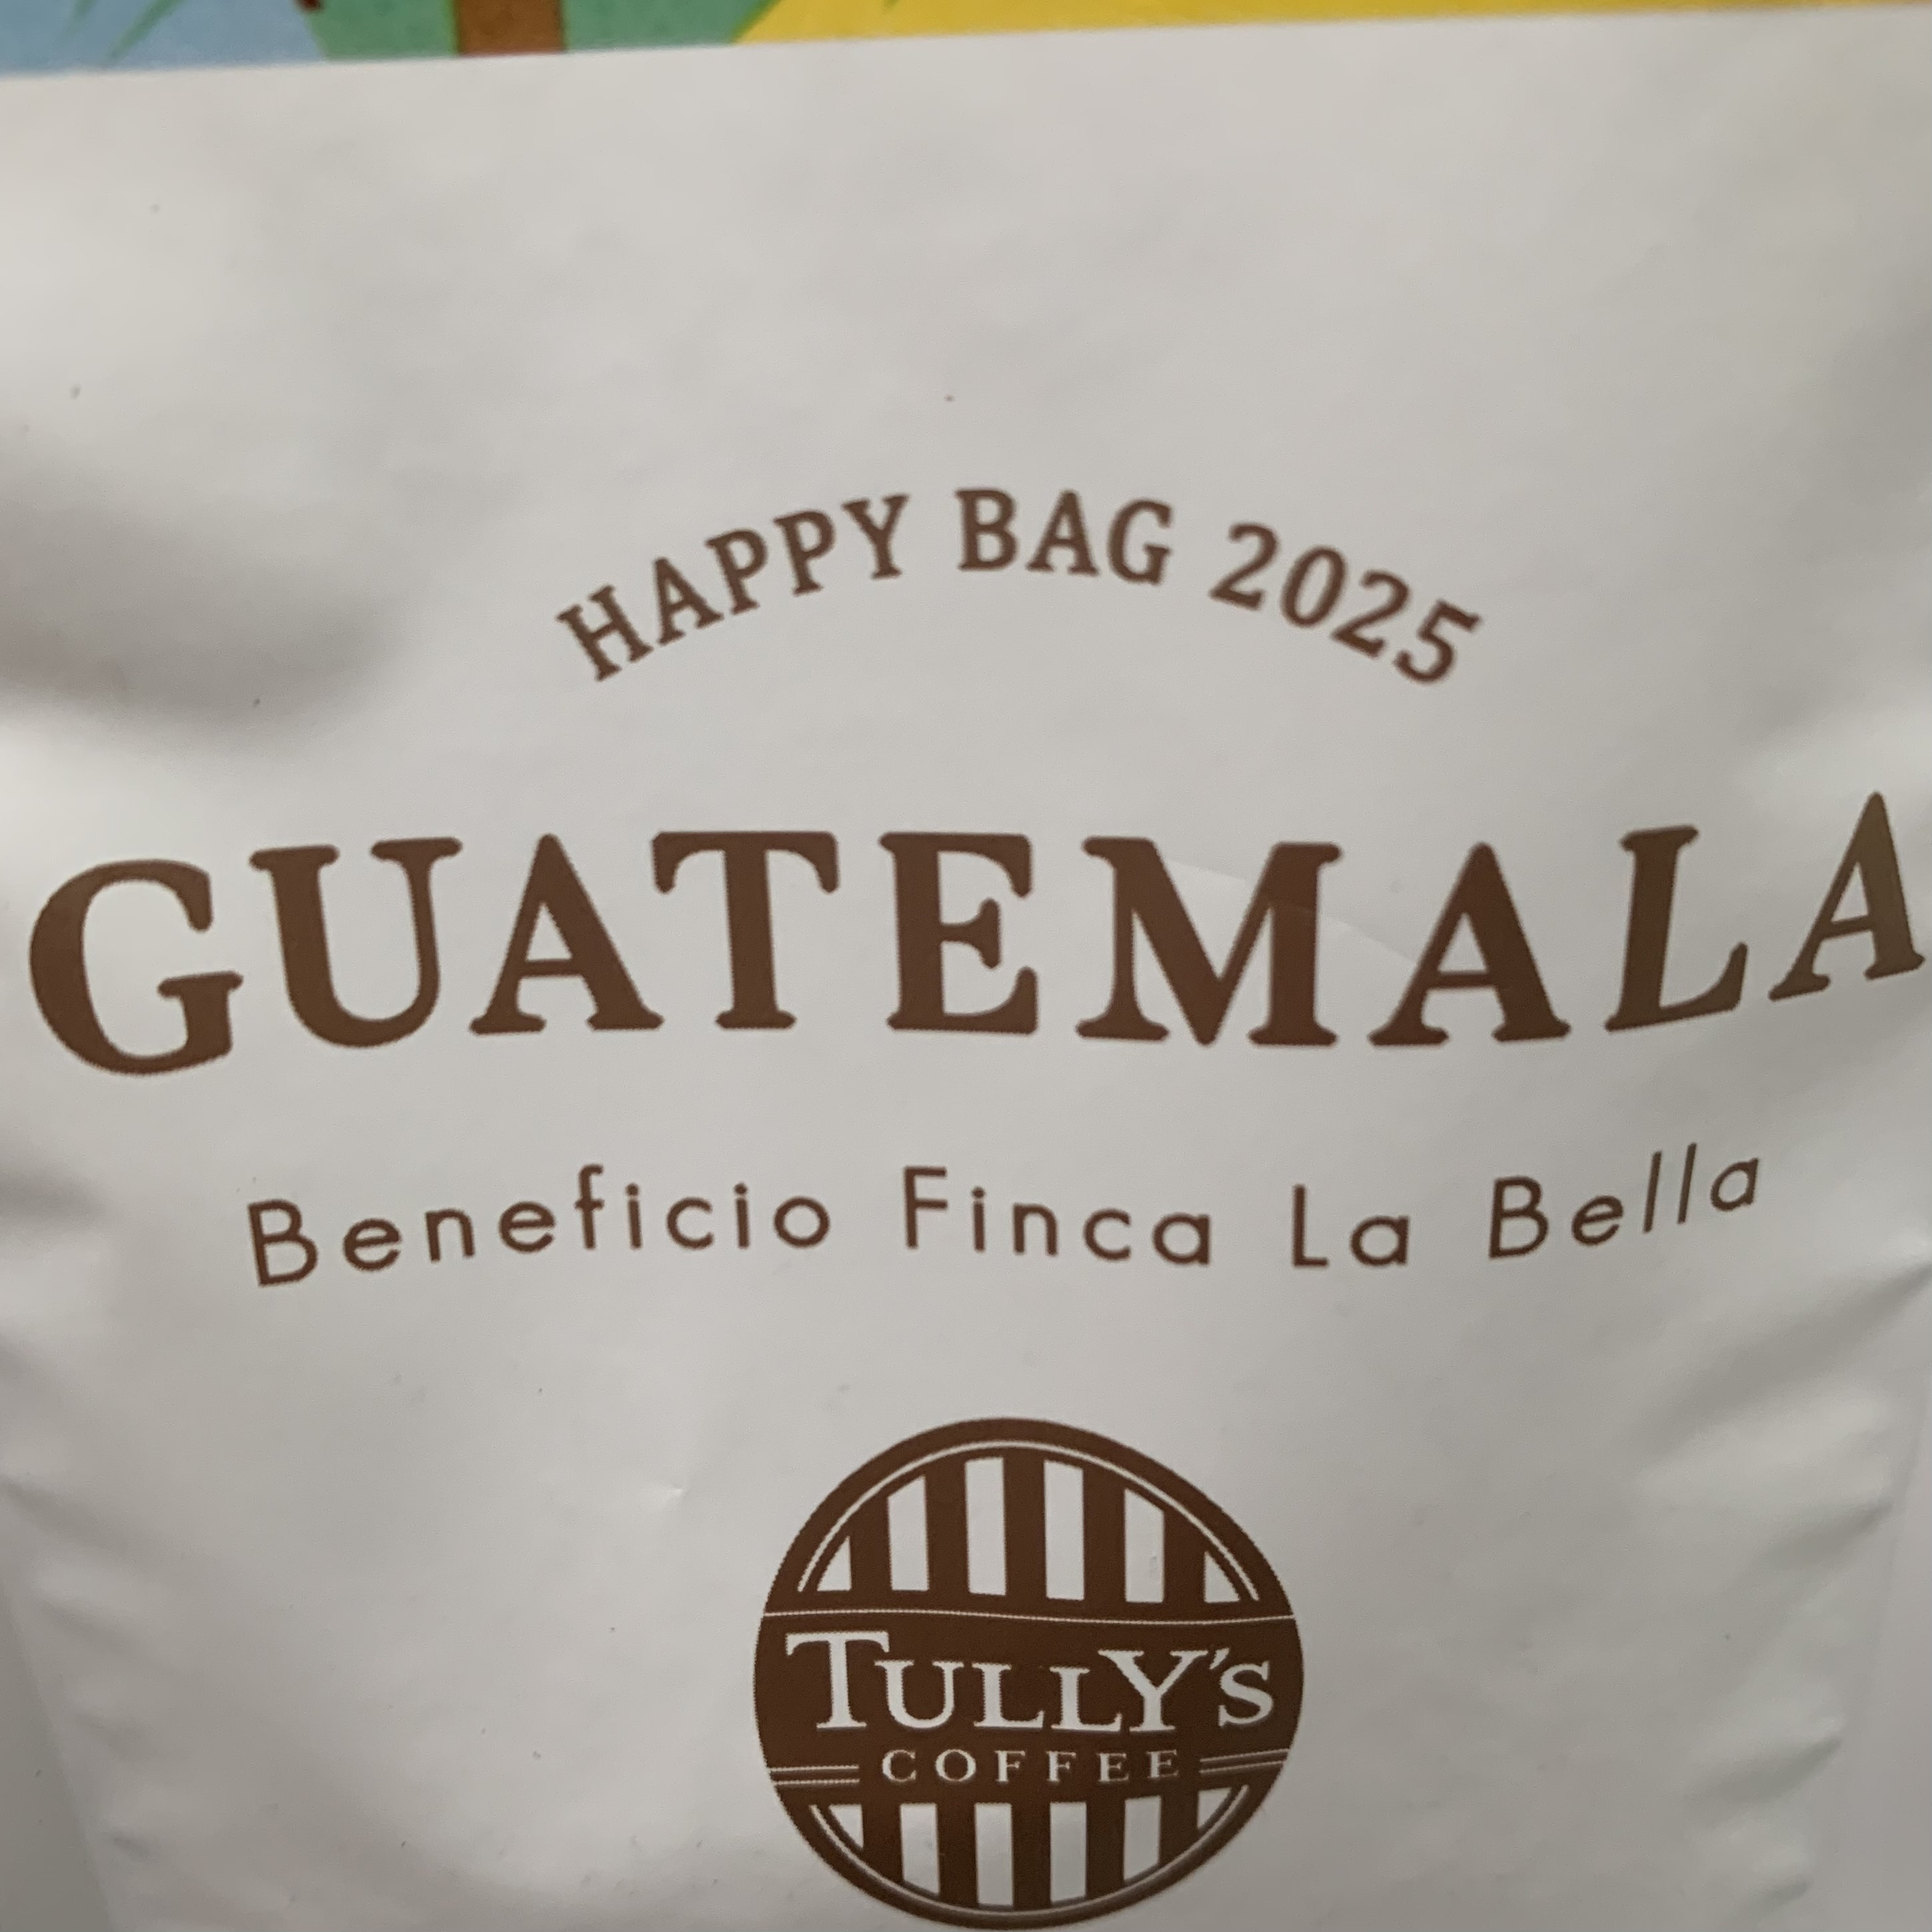 HAPPY BAG 2025
GUATEMALA
Beneficio Finca La Bella
TULLY'S
COFFEE